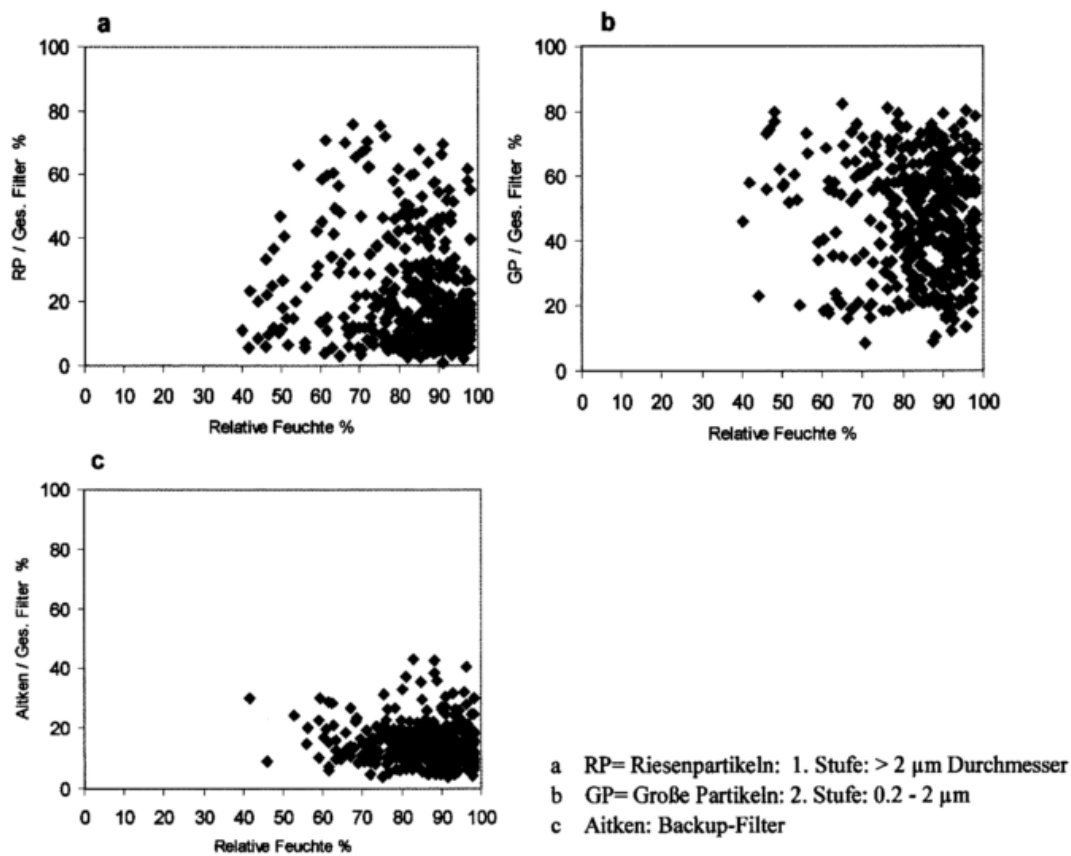 a
100
80
60
40
20
0
RP / Ges. Filter %
0 10 20 30 40 50 60 70 80 90 100
Relative Feuchte %
b
100
80
60
40
20
0
GP / Ges. Filter %
0 10 20 30 40 50 60 70 80 90 100
Relative Feuchte %
c
100
80
60
40
20
0
Aitken / Ges. Filter %
0 10 20 30 40 50 60 70 80 90 100
Relative Feuchte %
a RP= Riesenpartikeln: 1. Stufe: > 2 µm Durchmesser
b GP= Große Partikeln: 2. Stufe: 0.2 - 2 µm
c Aitken: Backup-Filter